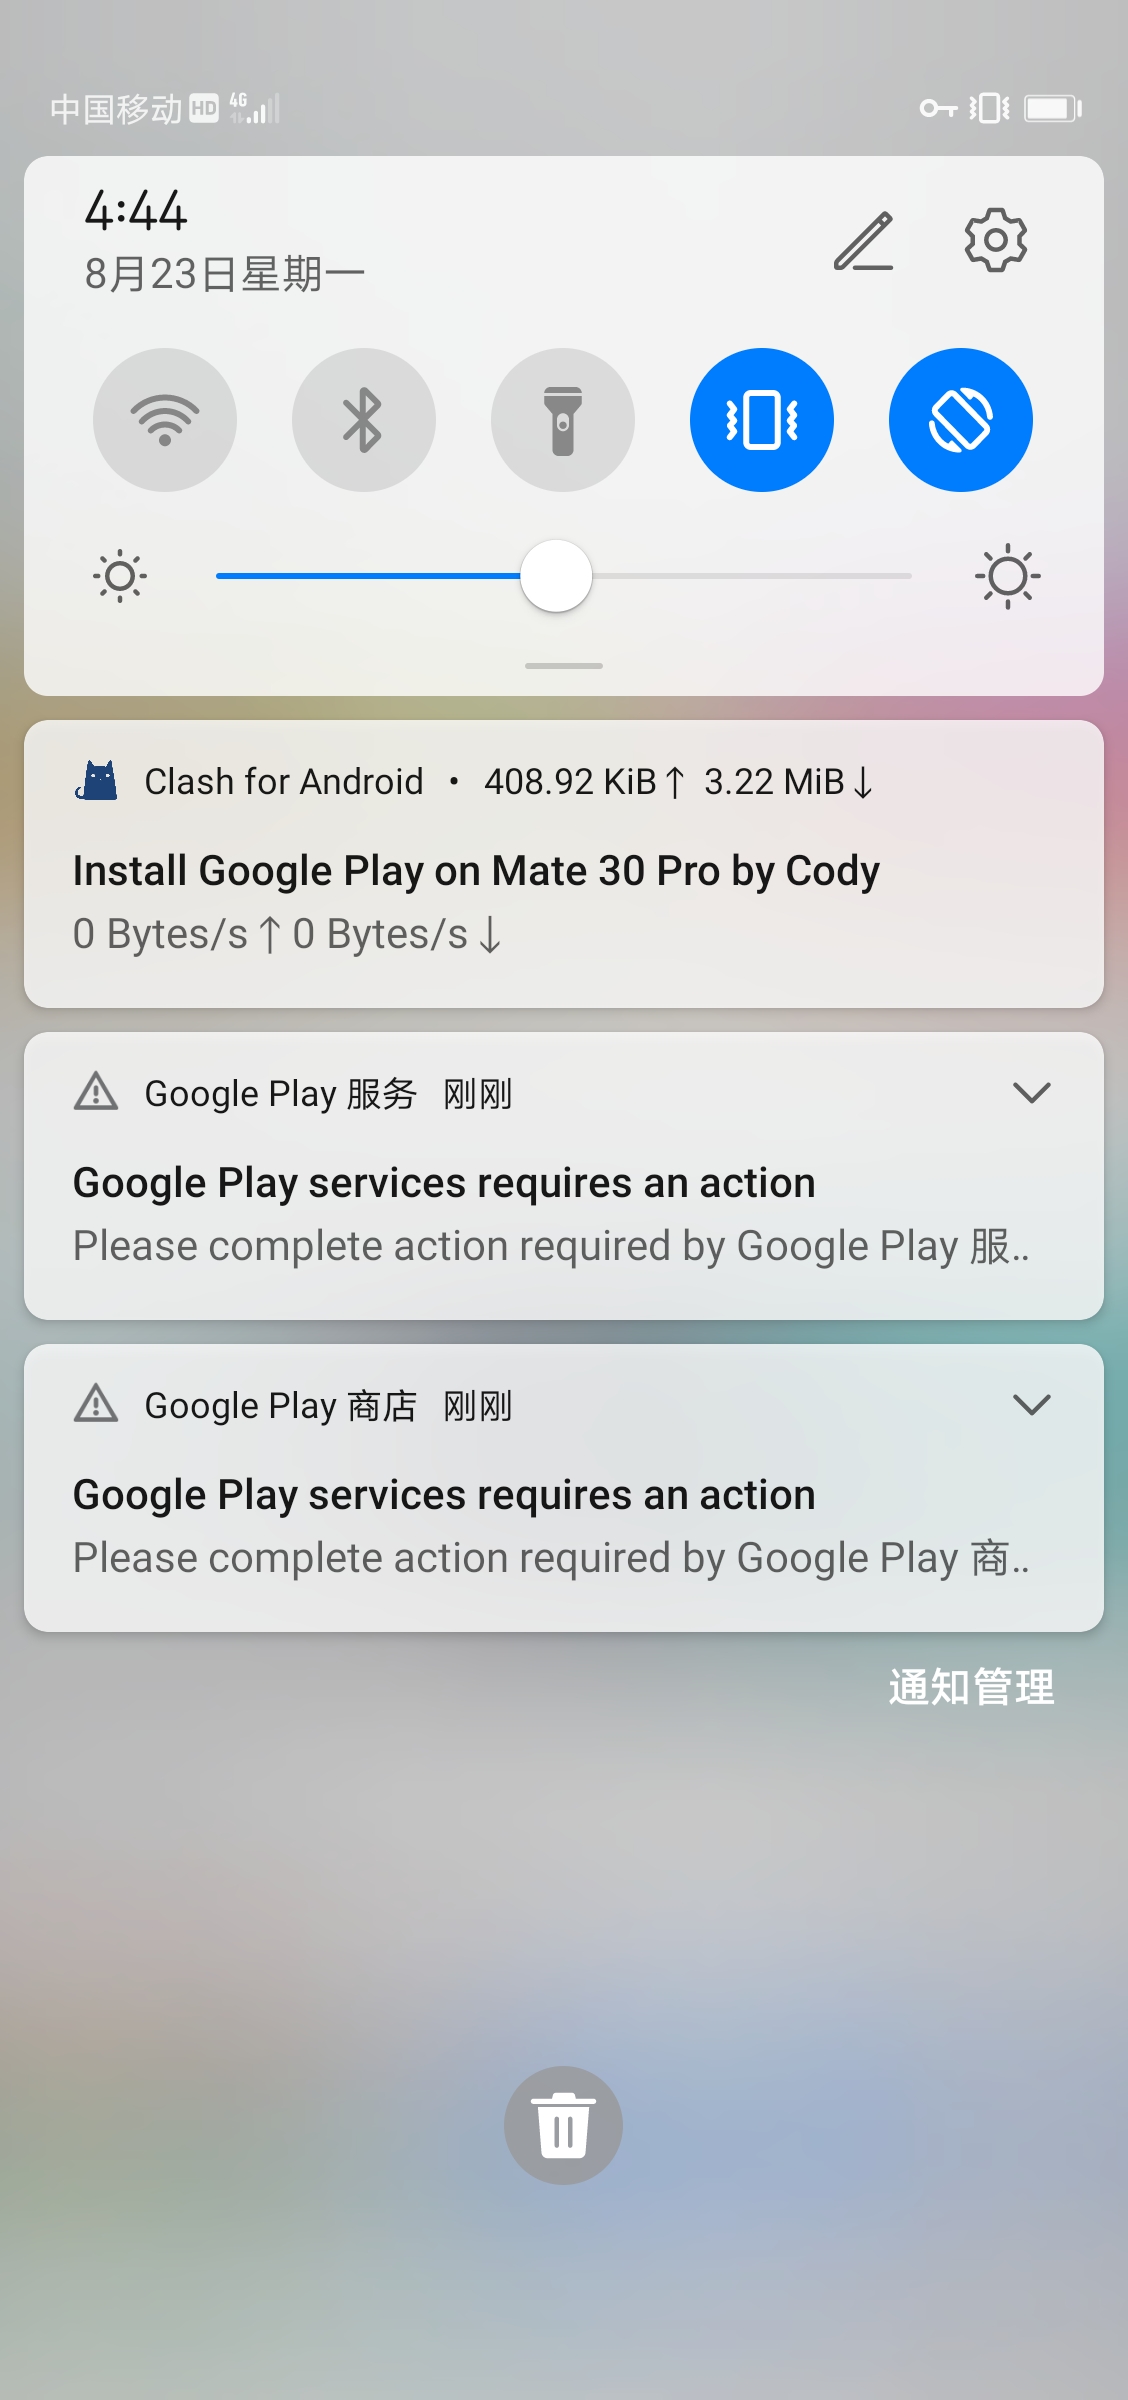 中国移动 HD 4G
4:44
8月23日星期一
Clash for Android • 408.92 KiB↑ 3.22 MiB↓
Install Google Play on Mate 30 Pro by Cody
0 Bytes/s↑0 Bytes/s↓
Google Play 服务 刚刚
Google Play services requires an action
Please complete action required by Google Play 服..
Google Play 商店 刚刚
Google Play services requires an action
Please complete action required by Google Play 商..
通知管理